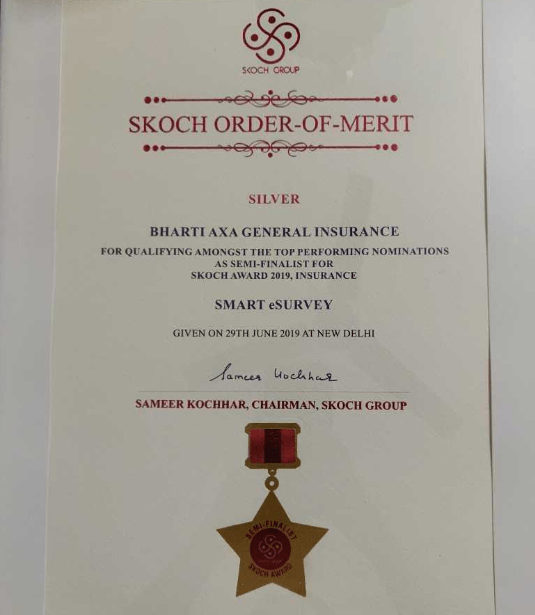 SKOCH GROUP
SKOCH ORDER-OF-MERIT
SILVER
BHARTI AXA GENERAL INSURANCE
FOR QUALIFYING AMONGST THE TOP PERFORMING NOMINATIONS
AS SEMI-FINALIST FOR
SKOCH AWARD 2019, INSURANCE
SMART eSURVEY
GIVEN ON 29TH JUNE 2019 AT NEW DELHI
Sameer Kochhar
SAMEER KOCHHAR, CHAIRMAN, SKOCH GROUP
SEMI-FINALIST
SKOCH AWARD